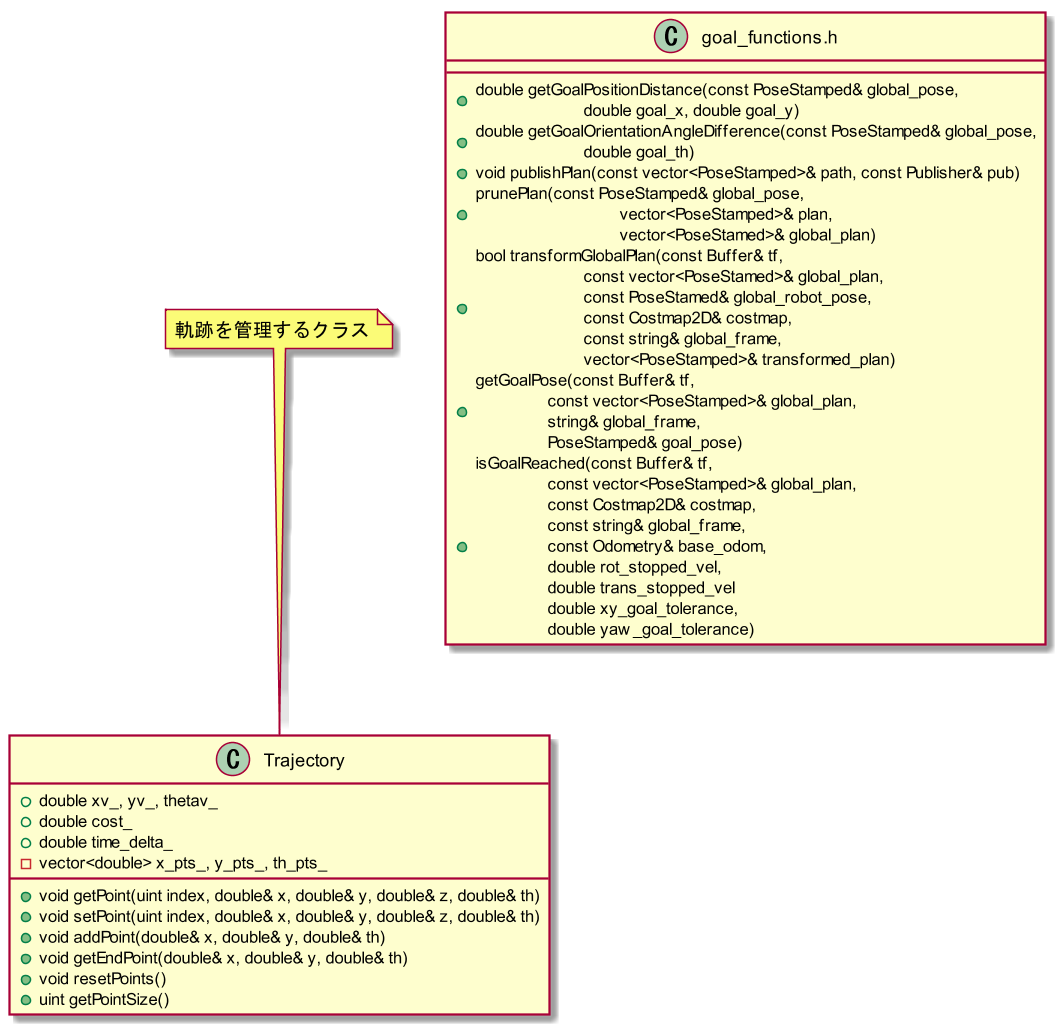 C goal_functions.h
double getGoalPositionDistance(const PoseStamped& global_pose,
double goal_x, double goal_y)
double getGoalOrientationAngleDifference(const PoseStamped& global_pose,
double goal_th)
void publishPlan(const vector<PoseStamped>& path, const Publisher& pub)
prunePlan(const PoseStamped& global_pose,
vector<PoseStamped>& plan,
vector<PoseStamed>& global_plan)
bool transformGlobalPlan(const Buffer& tf,
const vector<PoseStamed>& global_plan,
const PoseStamed& global_robot_pose,
const Costmap2D& costmap,
const string& global_frame,
vector<PoseStamped>& transformed_plan)
getGoalPose(const Buffer& tf,
const vector<PoseStamped>& global_plan,
string& global_frame,
PoseStamped& goal_pose)
isGoalReached(const Buffer& tf,
const vector<PoseStamped>& global_plan,
const Costmap2D& costmap,
const string& global_frame,
const Odometry& base_odom,
double rot_stopped_vel,
double trans_stopped_vel
double xy_goal_tolerance,
double yaw_goal_tolerance)
軌跡を管理するクラス
C Trajectory
double xv_, yv_, thetav_
double cost_
double time_delta_
vector<double> x_pts_, y_pts_, th_pts_
void getPoint(uint index, double& x, double& y, double& z, double& th)
void setPoint(uint index, double& x, double& y, double& z, double& th)
void addPoint(double& x, double& y, double& th)
void getEndPoint(double& x, double& y, double& th)
void resetPoints()
uint getPointSize()